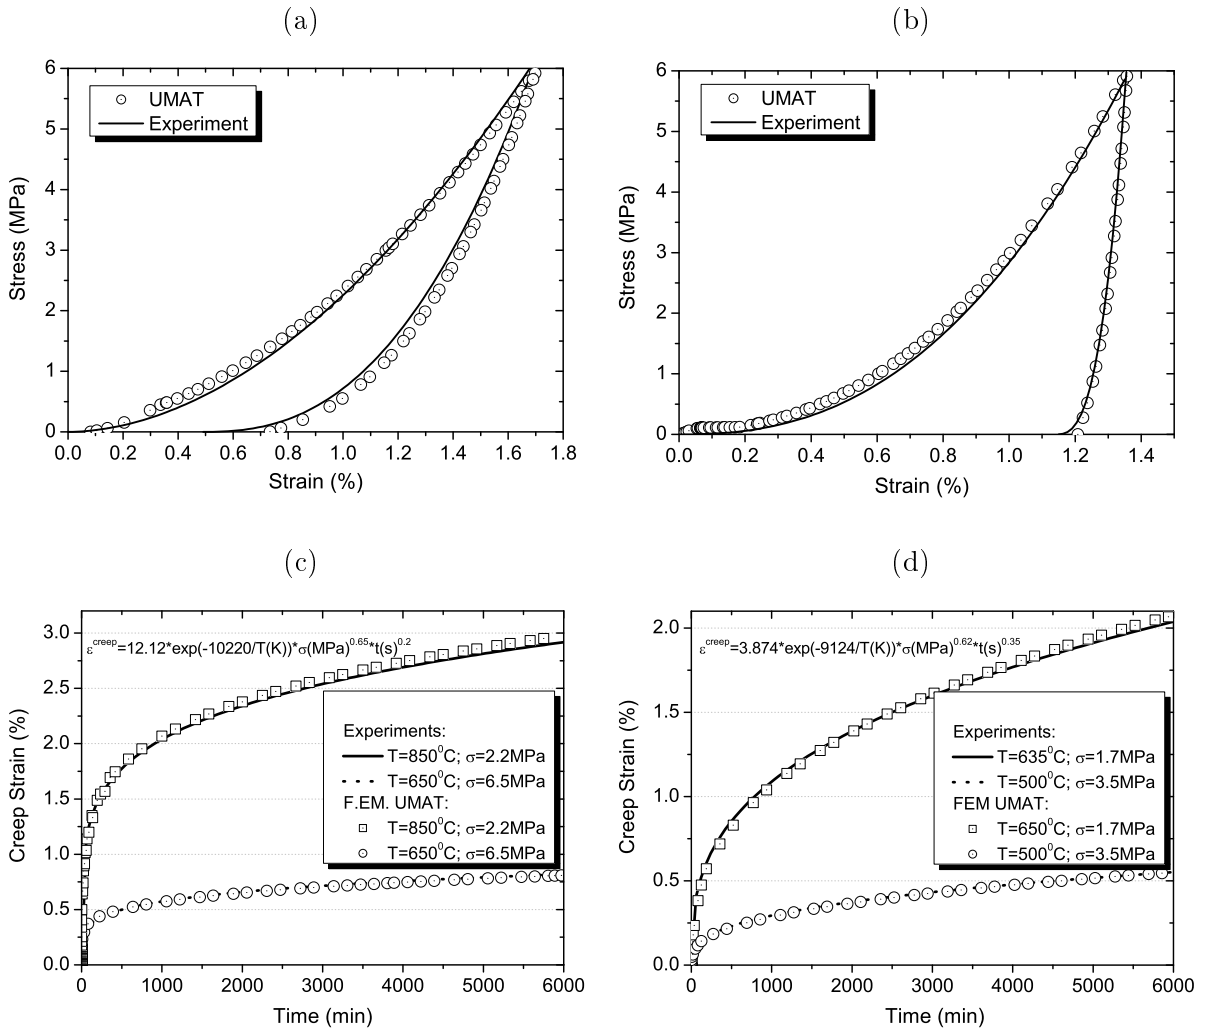 (a)
6
5
4
3
2
1
0
Stress (MPa)
UMAT
Experiment
0.0 0.2 0.4 0.6 0.8 1.0 1.2 1.4 1.6 1.8
Strain (%)
(b)
6
5
4
3
2
1
0
Stress (MPa)
UMAT
Experiment
0.0 0.2 0.4 0.6 0.8 1.0 1.2 1.4
Strain (%)
(c)
3.0
2.5
2.0
1.5
1.0
0.5
0.0
Creep Strain (%)
ε^creep=12.12*exp(-10220/T(K))*σ(MPa)^0.65*t(s)^0.2
Experiments:
T=850⁰C; σ=2.2MPa
T=650⁰C; σ=6.5MPa
F.EM. UMAT:
T=850⁰C; σ=2.2MPa
T=650⁰C; σ=6.5MPa
0 1000 2000 3000 4000 5000 6000
Time (min)
(d)
2.0
1.5
1.0
0.5
0.0
Creep Strain (%)
ε^creep=3.874*exp(-9124/T(K))*σ(MPa)^0.62*t(s)^0.35
Experiments:
T=635⁰C; σ=1.7MPa
T=500⁰C; σ=3.5MPa
FEM UMAT:
T=650⁰C; σ=1.7MPa
T=500⁰C; σ=3.5MPa
0 1000 2000 3000 4000 5000 6000
Time (min)